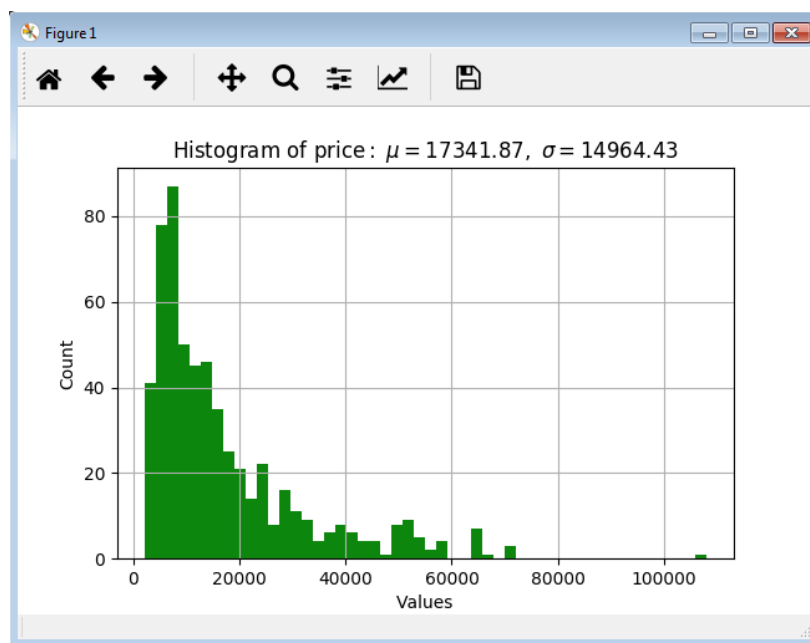 Figure 1
Histogram of price: μ = 17341.87, σ = 14964.43
80
60
40
20
0
Count
0 20000 40000 60000 80000 100000
Values